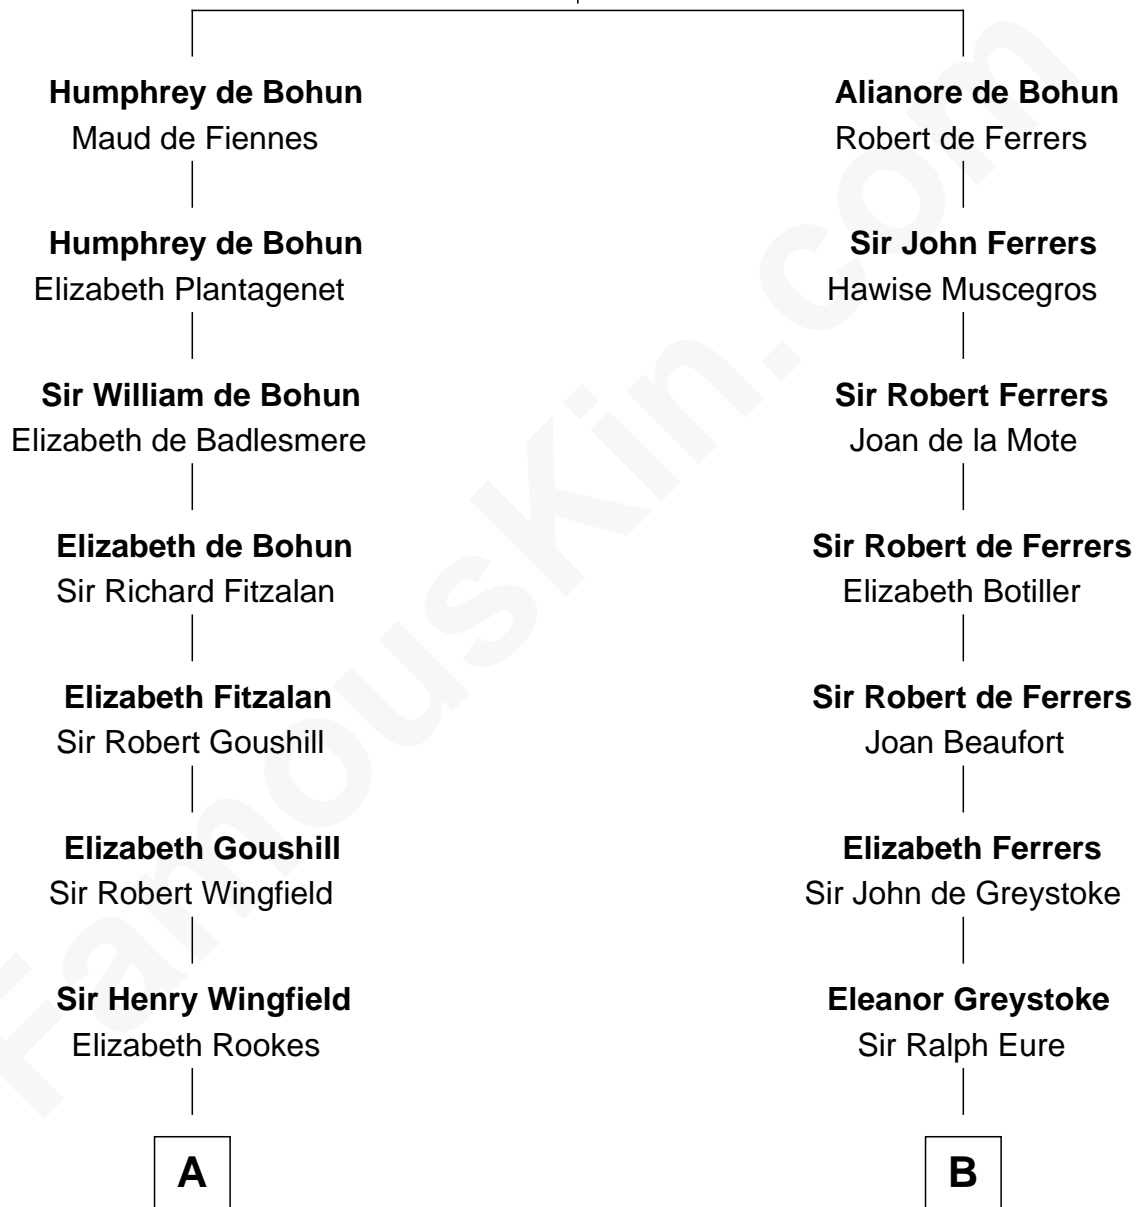 Humphrey de Bohun
Maud de Fiennes
Humphrey de Bohun
Elizabeth Plantagenet
Sir William de Bohun
Elizabeth de Badlesmere
Elizabeth de Bohun
Sir Richard Fitzalan
Elizabeth Fitzalan
Sir Robert Goushill
Elizabeth Goushill
Sir Robert Wingfield
Sir Henry Wingfield
Elizabeth Rookes
A
Alianore de Bohun
Robert de Ferrers
Sir John Ferrers
Hawise Muscegros
Sir Robert Ferrers
Joan de la Mote
Sir Robert de Ferrers
Elizabeth Botiller
Sir Robert de Ferrers
Joan Beaufort
Elizabeth Ferrers
Sir John de Greystoke
Eleanor Greystoke
Sir Ralph Eure
B
FamousKin.com